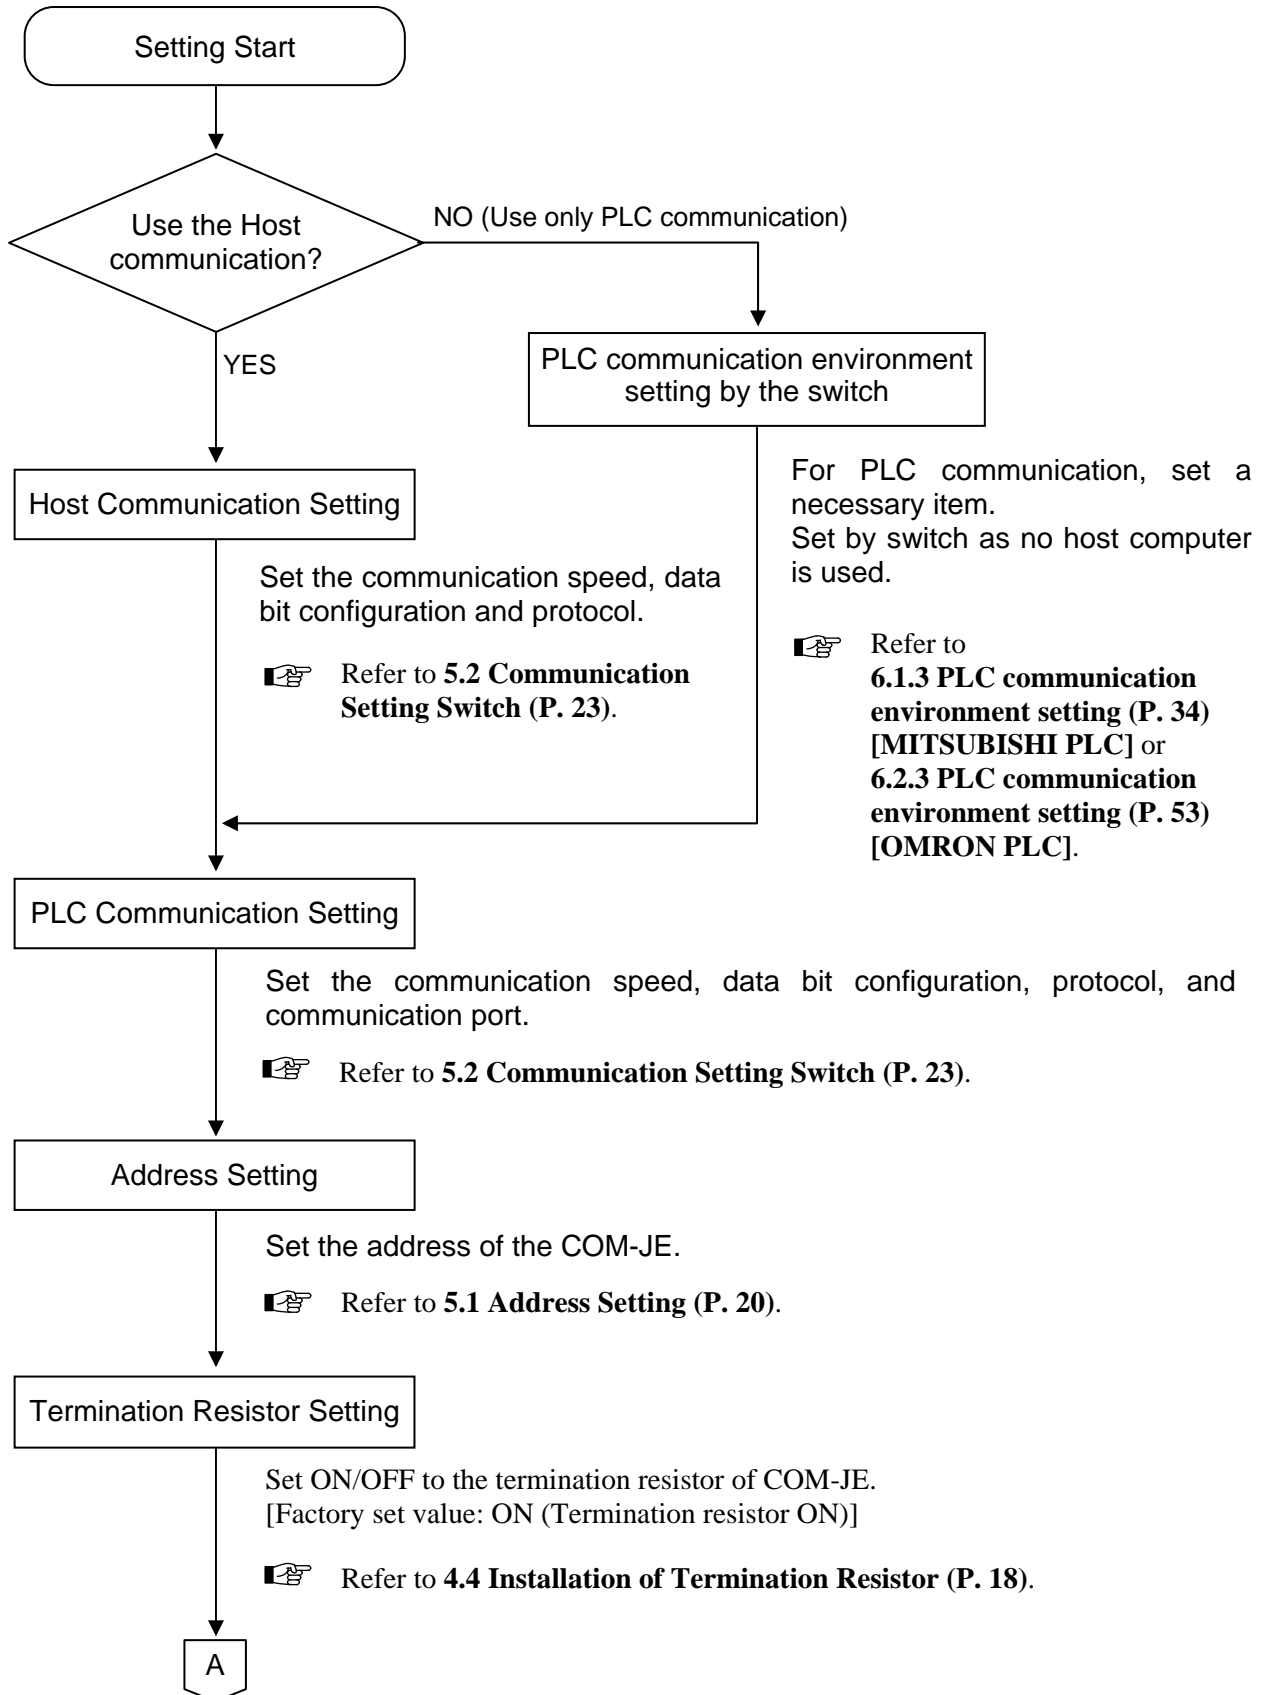 Setting Start
Use the Host
communication?
NO (Use only PLC communication)
YES
PLC communication environment
setting by the switch
For PLC communication, set a
necessary item.
Set by switch as no host computer
is used.
Refer to
6.1.3 PLC communication
environment setting (P. 34)
[MITSUBISHI PLC] or
6.2.3 PLC communication
environment setting (P. 53)
[OMRON PLC].
Host Communication Setting
Set the communication speed, data
bit configuration and protocol.
Refer to 5.2 Communication
Setting Switch (P. 23).
PLC Communication Setting
Set the communication speed, data bit configuration, protocol, and
communication port.
Refer to 5.2 Communication Setting Switch (P. 23).
Address Setting
Set the address of the COM-JE.
Refer to 5.1 Address Setting (P. 20).
Termination Resistor Setting
Set ON/OFF to the termination resistor of COM-JE.
[Factory set value: ON (Termination resistor ON)]
Refer to 4.4 Installation of Termination Resistor (P. 18).
A